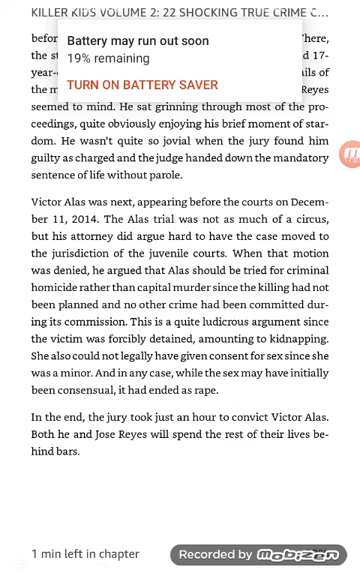 KILLER KIDS VOLUME 2: 22 SHOCKING TRUE CRIME C...
Battery may run out soon
19% remaining
TURN ON BATTERY SAVER
befor
There,
the st
d 17-
year-
ails of
the m
Reyes
seemed to mind. He sat grinning through most of the pro-
ceedings, quite obviously enjoying his brief moment of star-
dom. He wasn't quite so jovial when the jury found him
guilty as charged and the judge handed down the mandatory
sentence of life without parole.
Victor Alas was next, appearing before the courts on Decem-
ber 11, 2014. The Alas trial was not as much of a circus,
but his attorney did argue hard to have the case moved to
the jurisdiction of the juvenile courts. When that motion
was denied, he argued that Alas should be tried for criminal
homicide rather than capital murder since the killing had not
been planned and no other crime had been committed dur-
ing its commission. This is a quite ludicrous argument since
the victim was forcibly detained, amounting to kidnapping.
She also could not legally have given consent for sex since she
was a minor. And in any case, while the sex may have initially
been consensual, it had ended as rape.
In the end, the jury took just an hour to convict Victor Alas.
Both he and Jose Reyes will spend the rest of their lives be-
hind bars.
1 min left in chapter
Recorded by mobizen